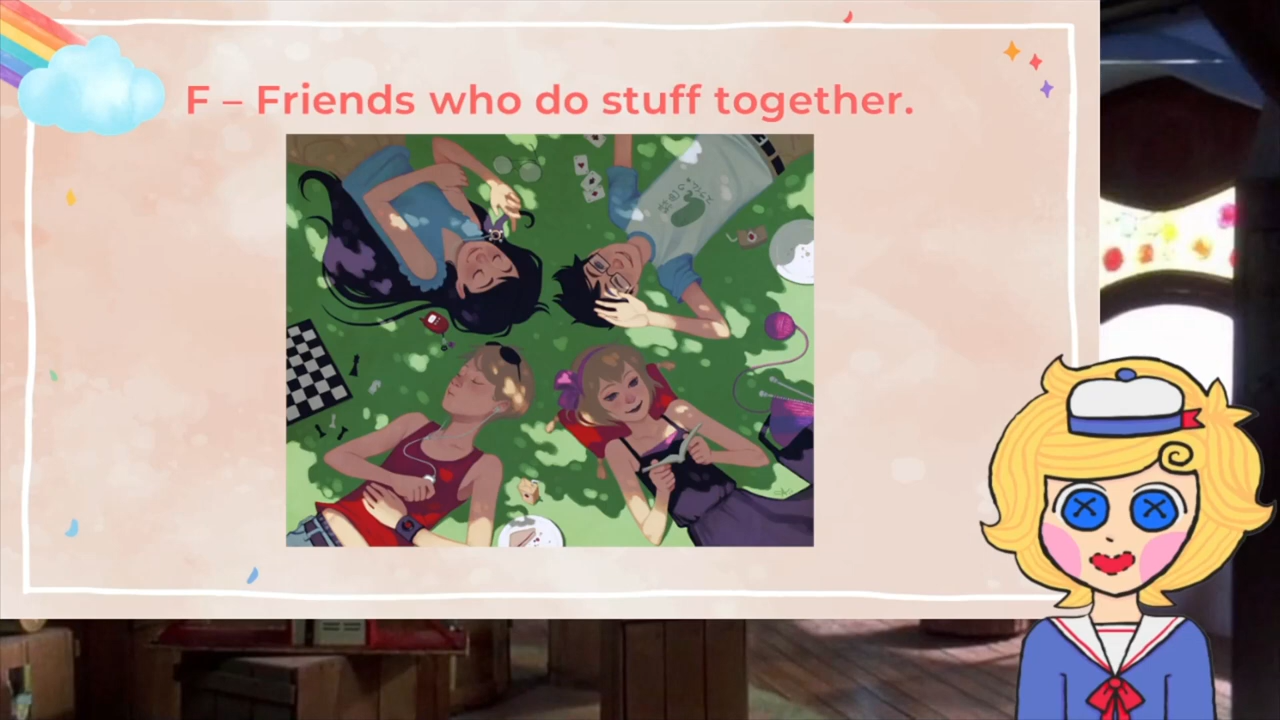 F – Friends who do stuff together.